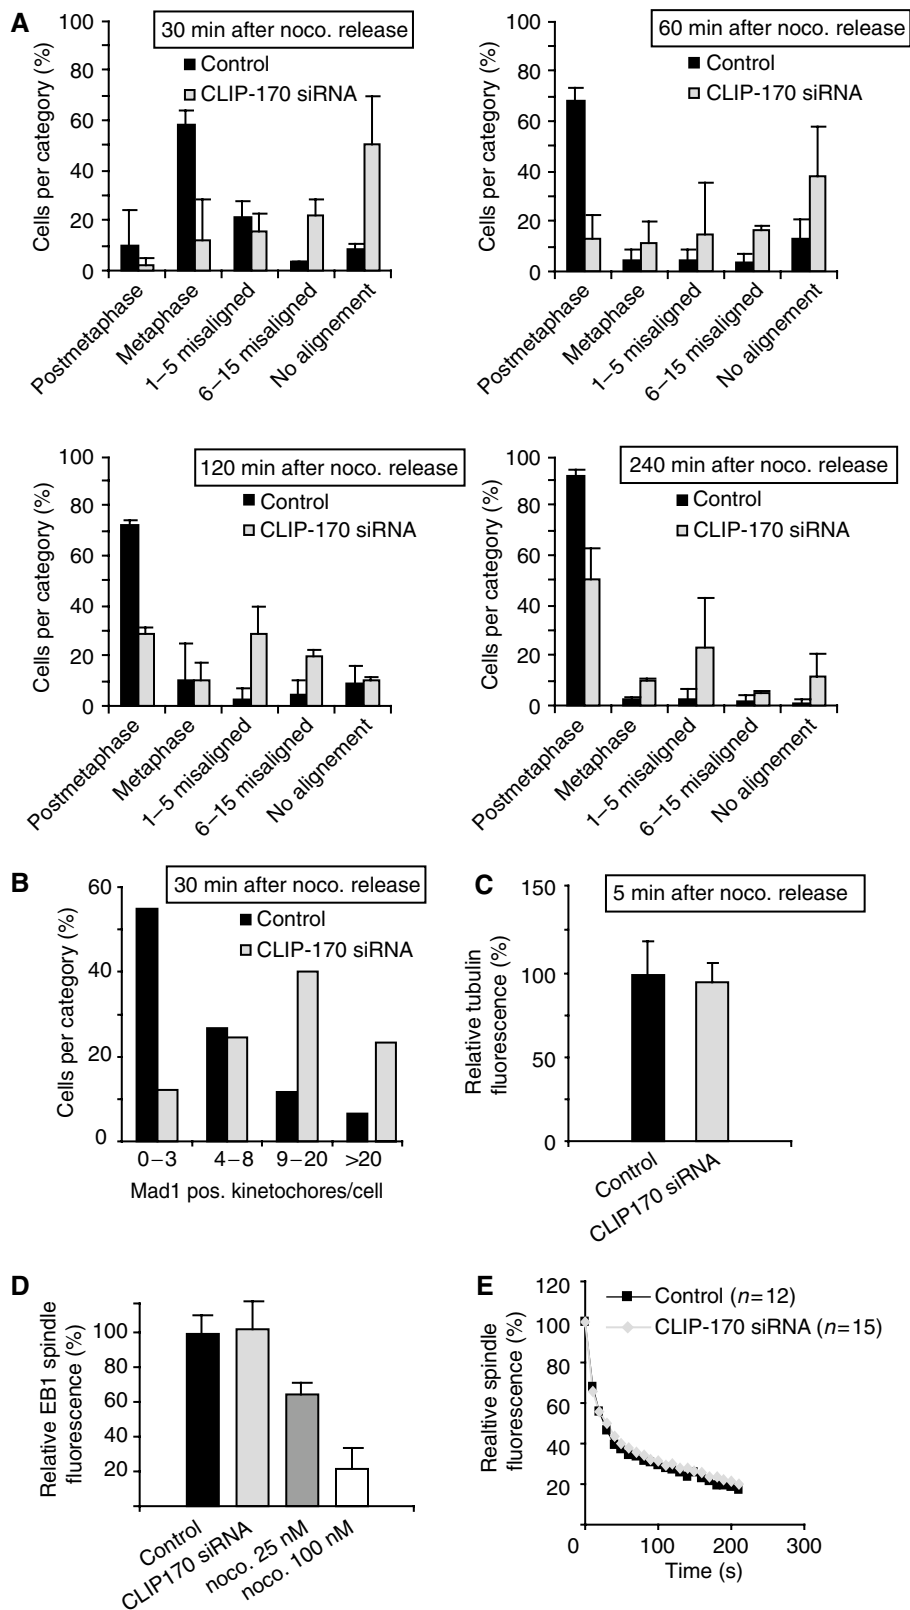 A
30 min after noco. release
Control
CLIP-170 siRNA
Cells per category (%)
100
80
60
40
20
0
Postmetaphase
Metaphase
1–5 misaligned
6–15 misaligned
No alignement
60 min after noco. release
Control
CLIP-170 siRNA
Cells per category (%)
100
80
60
40
20
0
Postmetaphase
Metaphase
1–5 misaligned
6–15 misaligned
No alignement
120 min after noco. release
Control
CLIP-170 siRNA
Cells per category (%)
100
80
60
40
20
0
Postmetaphase
Metaphase
1–5 misaligned
6–15 misaligned
No alignement
240 min after noco. release
Control
CLIP-170 siRNA
Cells per category (%)
100
80
60
40
20
0
Postmetaphase
Metaphase
1–5 misaligned
6–15 misaligned
No alignement
B
30 min after noco. release
Control
CLIP-170 siRNA
Cells per category (%)
60
40
20
0
0–3 4–8 9–20 >20
Mad1 pos. kinetochores/cell
C
5 min after noco. release
Relative tubulin
fluorescence (%)
150
100
50
0
Control
CLIP170 siRNA
D
Relative EB1 spindle
fluorescence (%)
100
80
60
40
20
Control
CLIP170 siRNA
noco. 25 nM
noco. 100 nM
E
Control (n=12)
CLIP-170 siRNA (n=15)
Realtive spindle
fluorescence (%)
120
100
80
60
40
20
0 100 200 300
Time (s)